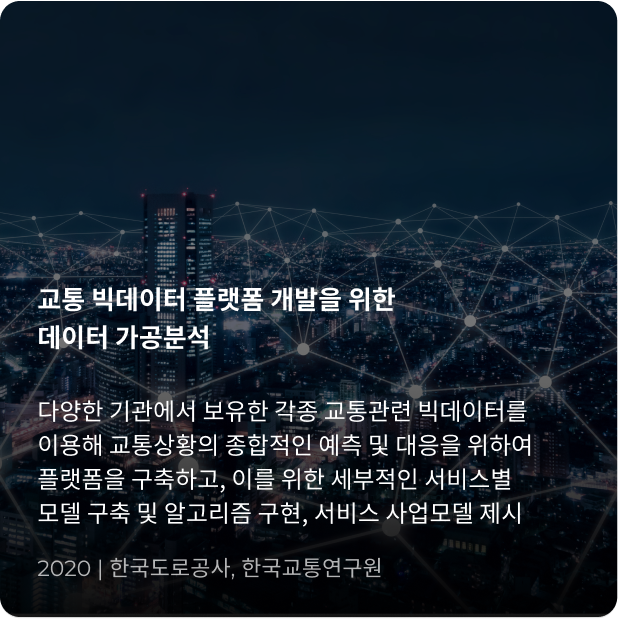 교통 빅데이터 플랫폼 개발을 위한
데이터 가공분석
다양한 기관에서 보유한 각종 교통관련 빅데이터를
이용해 교통상황의 종합적인 예측 및 대응을 위하여
플랫폼을 구축하고, 이를 위한 세부적인 서비스별
모델 구축 및 알고리즘 구현, 서비스 사업모델 제시
2020 | 한국도로공사, 한국교통연구원